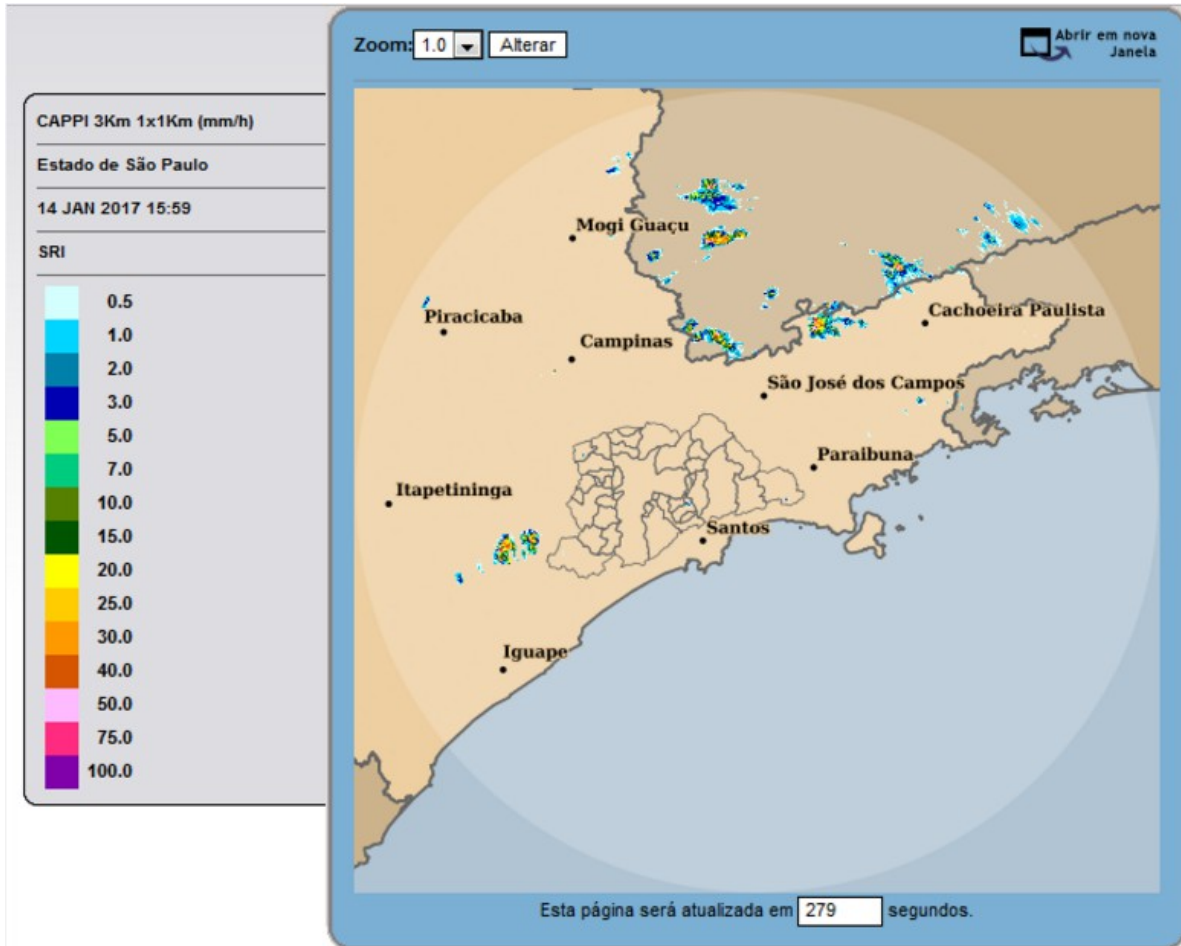 Zoom: 1.0 Alterar
Abrir em nova
Janela
CAPPI 3Km 1x1Km (mm/h)
Estado de São Paulo
14 JAN 2017 15:59
SRI
0.5
1.0
2.0
3.0
5.0
7.0
10.0
15.0
20.0
25.0
30.0
40.0
50.0
75.0
100.0
Mogi Guaçu
Piracicaba
Cachoeira Paulista
Campinas
São José dos Campos
Paraibuna
Itapetininga
Santos
Iguape
Esta página será atualizada em 279 segundos.